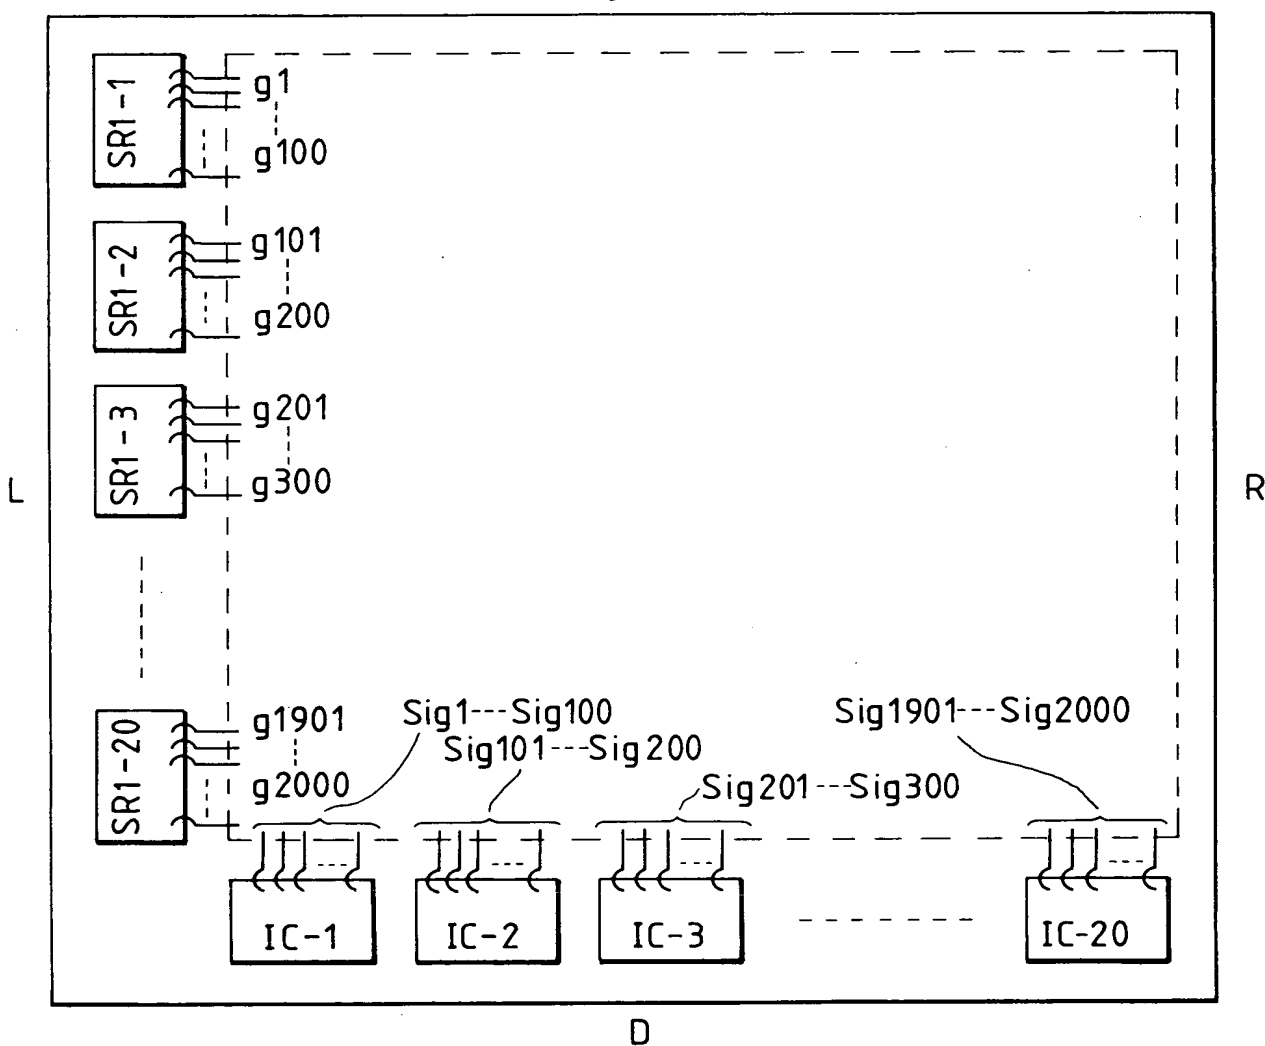 SR1-1
g1
g100
SR1-2
g101
g200
SR1-3
g201
g300
L
R
SR1-20
g1901
g2000
Sig1---Sig100
Sig101---Sig200
Sig201---Sig300
Sig1901---Sig2000
IC-1
IC-2
IC-3
IC-20
D